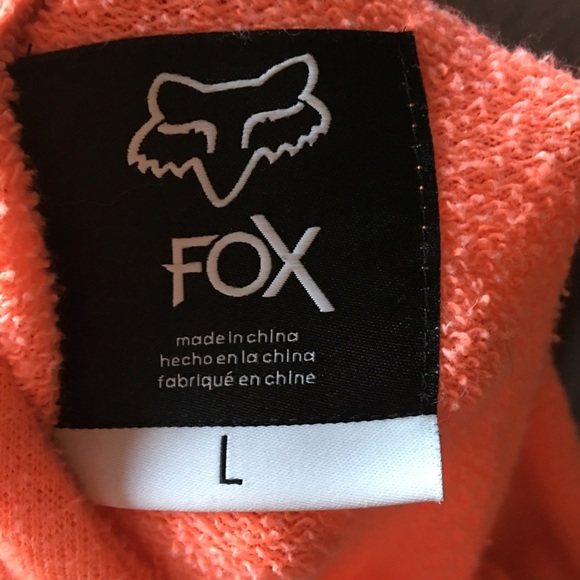 FOX
made in china
hecho en la china
fabriqué en chine
L